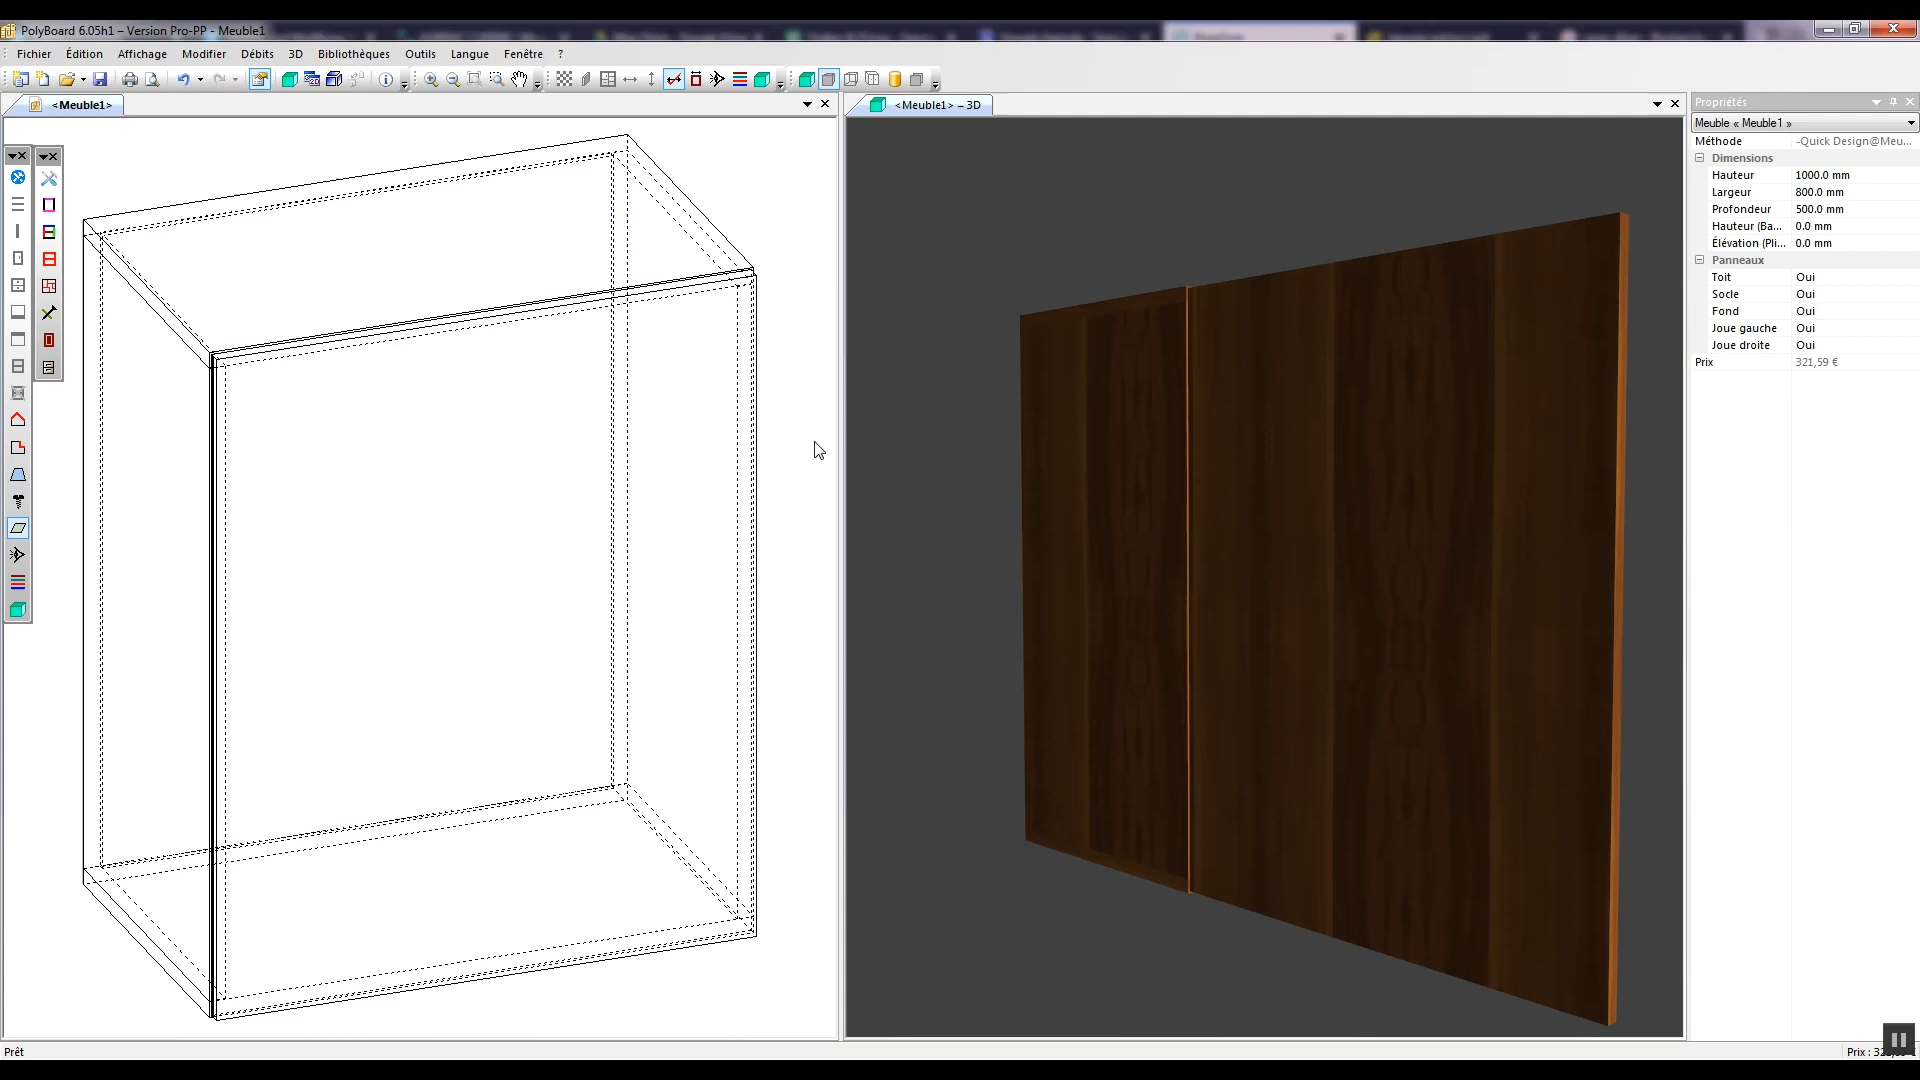 PolyBoard 6.05h1 – Version Pro-PP - Meuble1
Fichier Édition Affichage Modifier Débits 3D Bibliothèques Outils Langue Fenêtre ?
<Meuble1>
<Meuble1> – 3D
Propriétés
Meuble « Meuble1 »
Méthode -Quick Design@Meu...
Dimensions
Hauteur 1000.0 mm
Largeur 800.0 mm
Profondeur 500.0 mm
Hauteur (Ba... 0.0 mm
Élévation (Pli... 0.0 mm
Panneaux
Toit Oui
Socle Oui
Fond Oui
Joue gauche Oui
Joue droite Oui
Prix 321,59 €
Prêt
Prix :